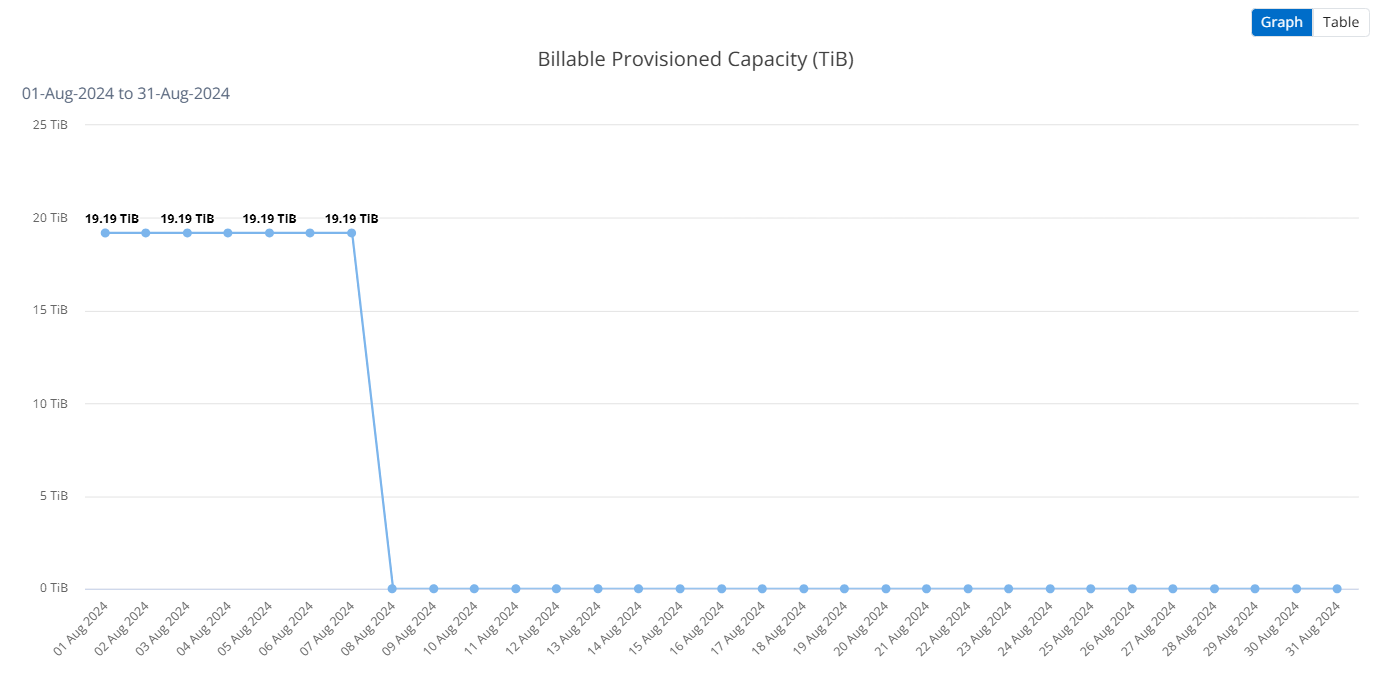 Graph Table
Billable Provisioned Capacity (TiB)
01-Aug-2024 to 31-Aug-2024
25 TiB
20 TiB
19.19 TiB 19.19 TiB 19.19 TiB 19.19 TiB
15 TiB
10 TiB
5 TiB
0 TiB
01 Aug 2024
02 Aug 2024
03 Aug 2024
04 Aug 2024
05 Aug 2024
06 Aug 2024
07 Aug 2024
08 Aug 2024
09 Aug 2024
10 Aug 2024
11 Aug 2024
12 Aug 2024
13 Aug 2024
14 Aug 2024
15 Aug 2024
16 Aug 2024
17 Aug 2024
18 Aug 2024
19 Aug 2024
20 Aug 2024
21 Aug 2024
22 Aug 2024
23 Aug 2024
24 Aug 2024
25 Aug 2024
26 Aug 2024
27 Aug 2024
28 Aug 2024
29 Aug 2024
30 Aug 2024
31 Aug 2024